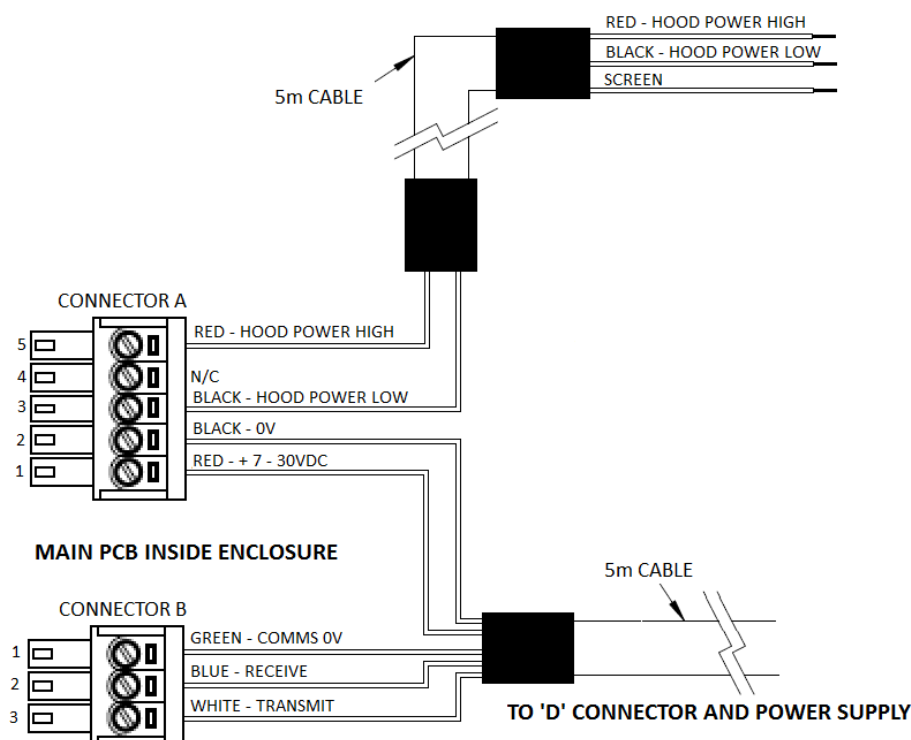 RED - HOOD POWER HIGH
BLACK - HOOD POWER LOW
SCREEN
5m CABLE
CONNECTOR A
5
RED - HOOD POWER HIGH
4
N/C
3
BLACK - HOOD POWER LOW
2
BLACK - 0V
1
RED - + 7 - 30VDC
MAIN PCB INSIDE ENCLOSURE
5m CABLE
CONNECTOR B
1
GREEN - COMMS 0V
2
BLUE - RECEIVE
3
WHITE - TRANSMIT
TO 'D' CONNECTOR AND POWER SUPPLY